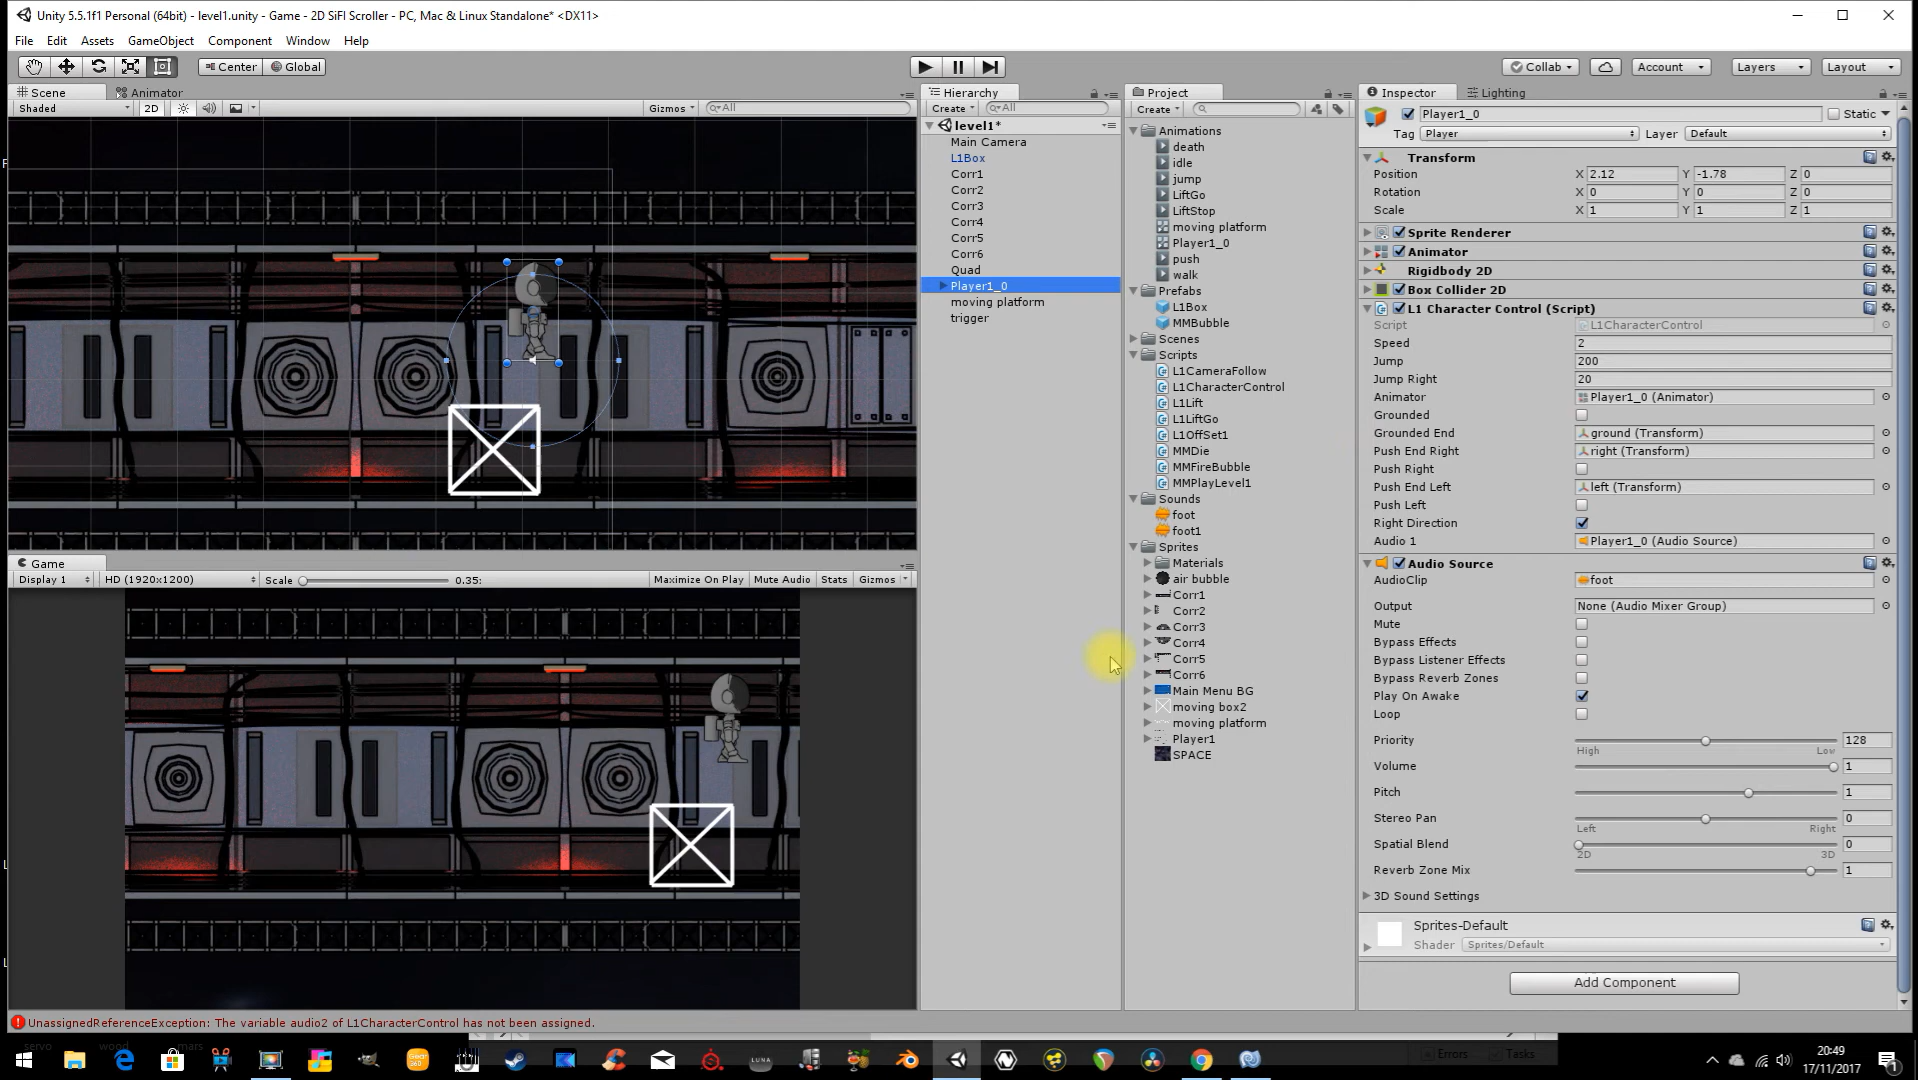 Unity 5.5.1f1 Personal (64bit) - level1.unity - Game - 2D SiFI Scroller - PC, Mac & Linux Standalone* <DX11>
File Edit Assets GameObject Component Window Help
Center Global
Collab Account Layers Layout
Scene Animator
Shaded 2D Gizmos All
Hierarchy
Create All
level1*
Main Camera
L1Box
Corr1
Corr2
Corr3
Corr4
Corr5
Corr6
Quad
Player1_0
moving platform
trigger
Project
Create
Animations
death
idle
jump
LiftGo
LiftStop
moving platform
Player1_0
push
walk
Prefabs
L1Box
MMBubble
Scenes
Scripts
L1CameraFollow
L1CharacterControl
L1Lift
L1LiftGo
L1OffSet1
MMDie
MMFireBubble
MMPlayLevel1
Sounds
foot
foot1
Sprites
Materials
air bubble
Corr1
Corr2
Corr3
Corr4
Corr5
Corr6
Main Menu BG
moving box2
moving platform
Player1
SPACE
Inspector Lighting
Player1_0 Static
Tag Player Layer Default
Transform
Position X 2.12 Y -1.78 Z 0
Rotation X 0 Y 0 Z 0
Scale X 1 Y 1 Z 1
Sprite Renderer
Animator
Rigidbody 2D
Box Collider 2D
L1 Character Control (Script)
Script L1CharacterControl
Speed 2
Jump 200
Jump Right 20
Animator Player1_0 (Animator)
Grounded
Grounded End ground (Transform)
Push End Right right (Transform)
Push Right
Push End Left left (Transform)
Push Left
Right Direction
Audio 1 Player1_0 (Audio Source)
Audio Source
AudioClip foot
Output None (Audio Mixer Group)
Mute
Bypass Effects
Bypass Listener Effects
Bypass Reverb Zones
Play On Awake
Loop
Priority 128
High Low
Volume 1
Pitch 1
Stereo Pan 0
Left Right
Spatial Blend 0
2D 3D
Reverb Zone Mix 1
3D Sound Settings
Sprites-Default
Shader Sprites/Default
Add Component
Game
Display 1 HD (1920x1200) Scale 0.35: Maximize On Play Mute Audio Stats Gizmos
UnassignedReferenceException: The variable audio2 of L1CharacterControl has not been assigned.
servo wood mars
LUNA
Errors Tasks
20:49
17/11/2017
1